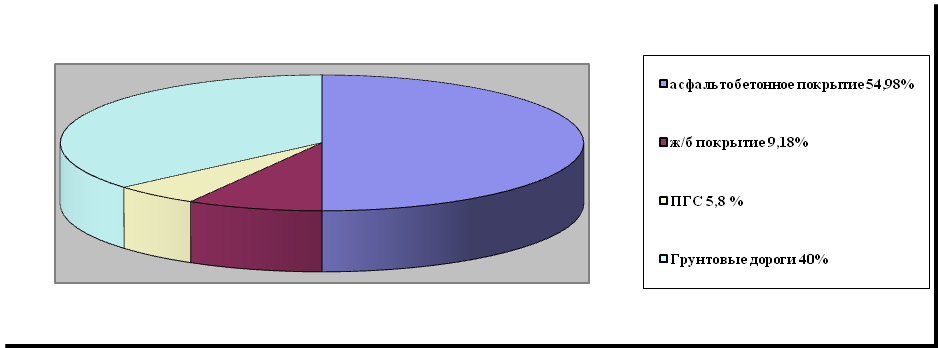 асфальтобетонное покрытие 54,98%
ж/б покрытие 9,18%
ПГС 5,8 %
Грунтовые дороги 40%